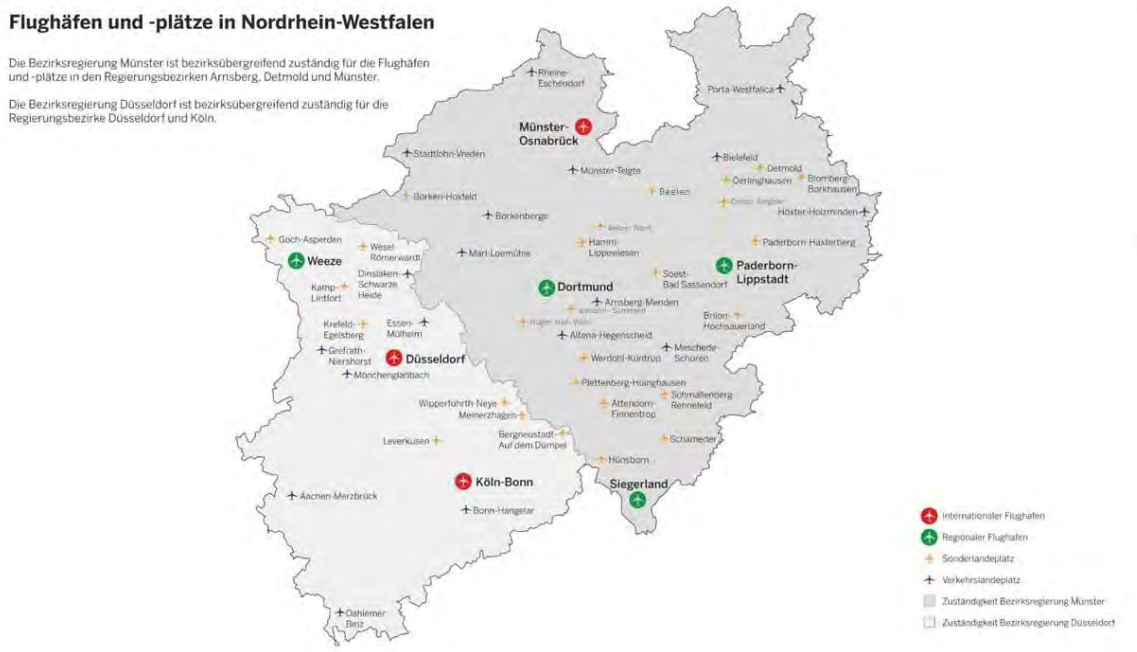 Flughäfen und -plätze in Nordrhein-Westfalen
Die Bezirksregierung Münster ist bezirksübergreifend zuständig für die Flughäfen
und -plätze in den Regierungsbezirken Arnsberg, Detmold und Münster.
Die Bezirksregierung Düsseldorf ist bezirksübergreifend zuständig für die
Regierungsbezirke Düsseldorf und Köln.
Rheine-
Eschendorf
Porta-Westfalica
Münster-
Osnabrück
Stadtlohn-Vreden
Münster-Telgte
Bielefeld
Detmold
Oerlinghausen
Blomberg-
Borkhausen
Borken-Hoxfeld
Beelen
Höxter-Holzminden
Borkenberge
Goch-Asperden
Wesel-
Römerwardt
Marl-Loemühle
Hamm-
Lippewiesen
Paderborn-Haxterberg
Weeze
Dinslaken-
Schwarze
Heide
Kamp-
Lintfort
Dortmund
Soest-
Bad Sassendorf
Paderborn-
Lippstadt
Arnsberg-Menden
Krefeld-
Egelsberg
Essen-
Mülheim
Altena-Hegenscheid
Brilon-
Hochsauerland
Grefrath-
Niershorst
Düsseldorf
Mönchengladbach
Werdohl-Küntrop
Meschede-
Schüren
Plettenberg-Hüinghausen
Wipperfürth-Neye
Meinerzhagen
Attendorn-
Finnentrop
Schmallenberg
Rennefeld
Leverkusen
Bergneustadt-
Auf dem Dümpel
Schameder
Hünsborn
Köln-Bonn
Siegerland
Aachen-Merzbrück
Bonn-Hangelar
Dahlemer
Binz
Internationaler Flughafen
Regionaler Flughafen
Sonderlandeplatz
Verkehrslandeplatz
Zuständigkeit Bezirksregierung Münster
Zuständigkeit Bezirksregierung Düsseldorf